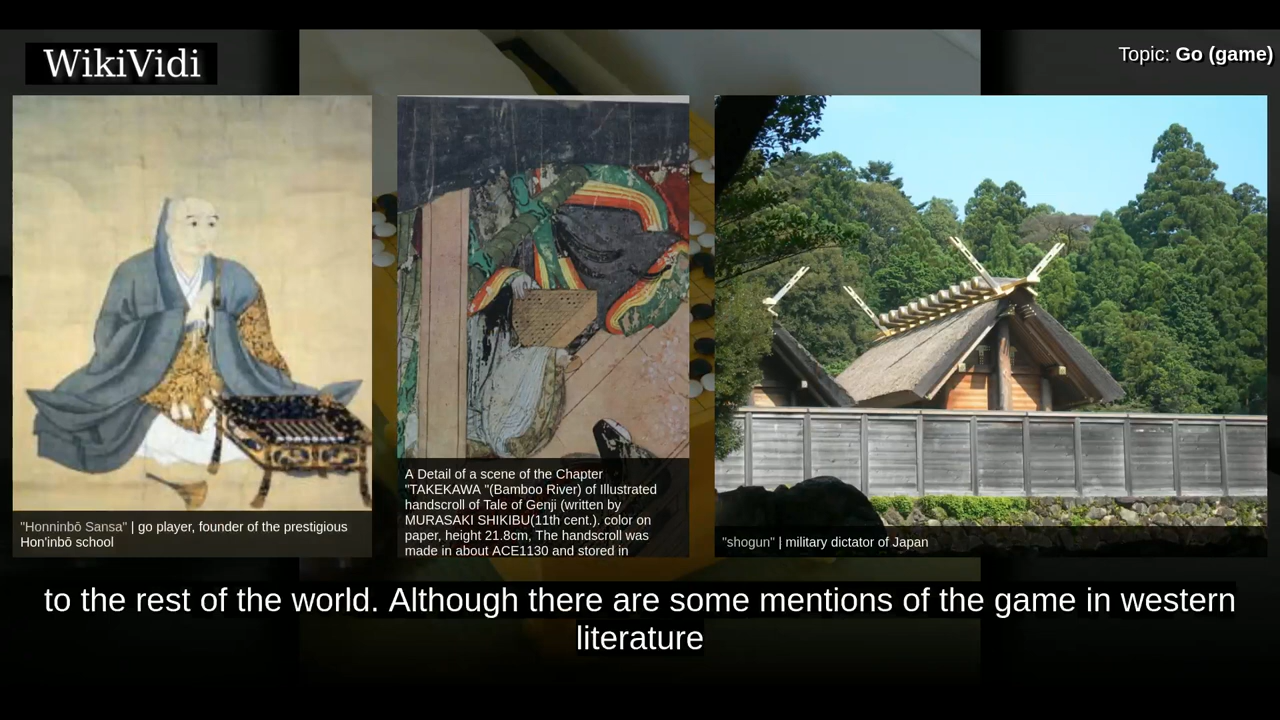 WikiVidi
Topic: Go (game)
"Honninbō Sansa" | go player, founder of the prestigious
Hon'inbō school
A Detail of a scene of the Chapter
"TAKEKAWA "(Bamboo River) of Illustrated
handscroll of Tale of Genji (written by
MURASAKI SHIKIBU(11th cent.). color on
paper, height 21.8cm, The handscroll was
made in about ACE1130 and stored in
"shogun" | military dictator of Japan
to the rest of the world. Although there are some mentions of the game in western
literature